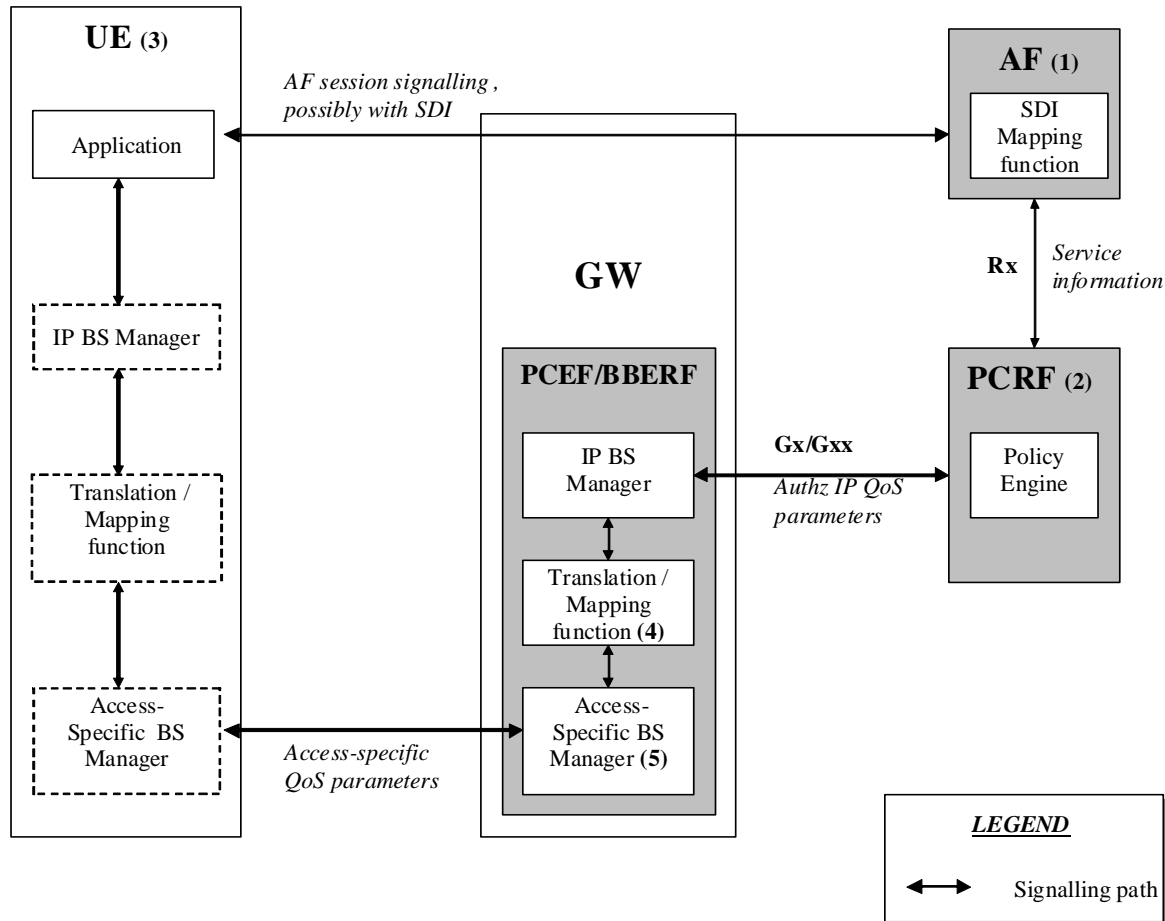 UE (3)
AF (1)
AF session signalling ,
possibly with SDI
SDI
Mapping
function
Application
GW
Rx
Service
information
IP BS Manager
PCEF/BBERF
PCRF (2)
Gx/Gxx
IP BS
Manager
Policy
Engine
Authz IP QoS
parameters
Translation /
Mapping
function
Translation /
Mapping
function (4)
Access-
Specific BS
Manager
Access-
Specific BS
Manager (5)
Access-specific
QoS parameters
LEGEND
Signalling path